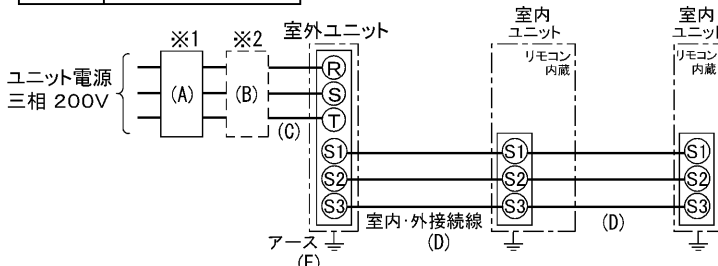 ※1
※2
室外ユニット
室内
ユニット
室内
ユニット
リモコン
内蔵
リモコン
内蔵
ユニット電源
三相 200V
(A)
(B)
(C)
R
S
T
S1
S2
S3
S1
S2
S3
S1
S2
S3
室内・外接続線
(D)
(D)
アース
(E)